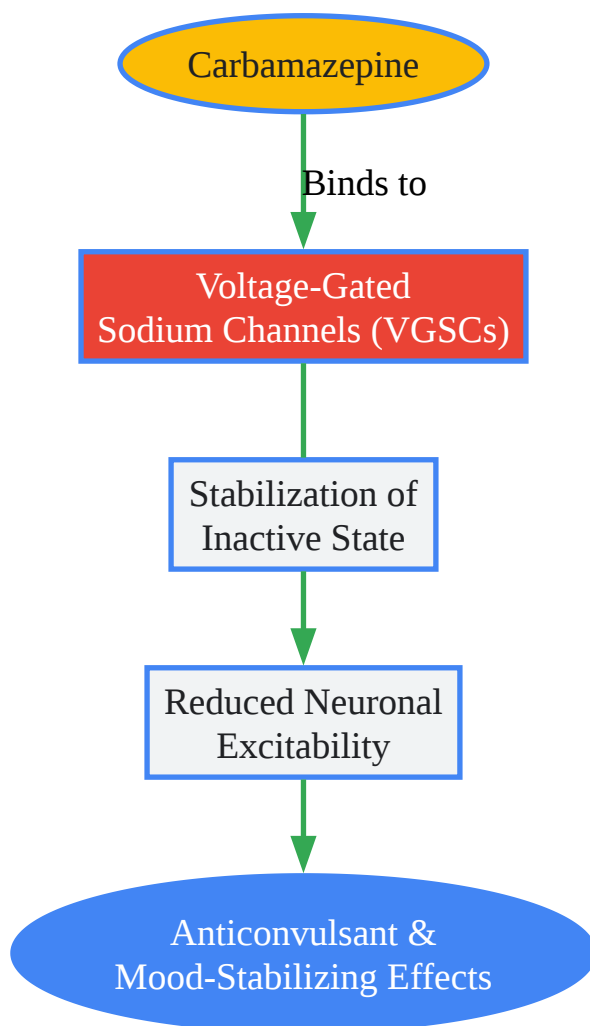 Carbamazepine
Binds to
Voltage-Gated
Sodium Channels (VGSCs)
Stabilization of
Inactive State
Reduced Neuronal
Excitability
Anticonvulsant &
Mood-Stabilizing Effects